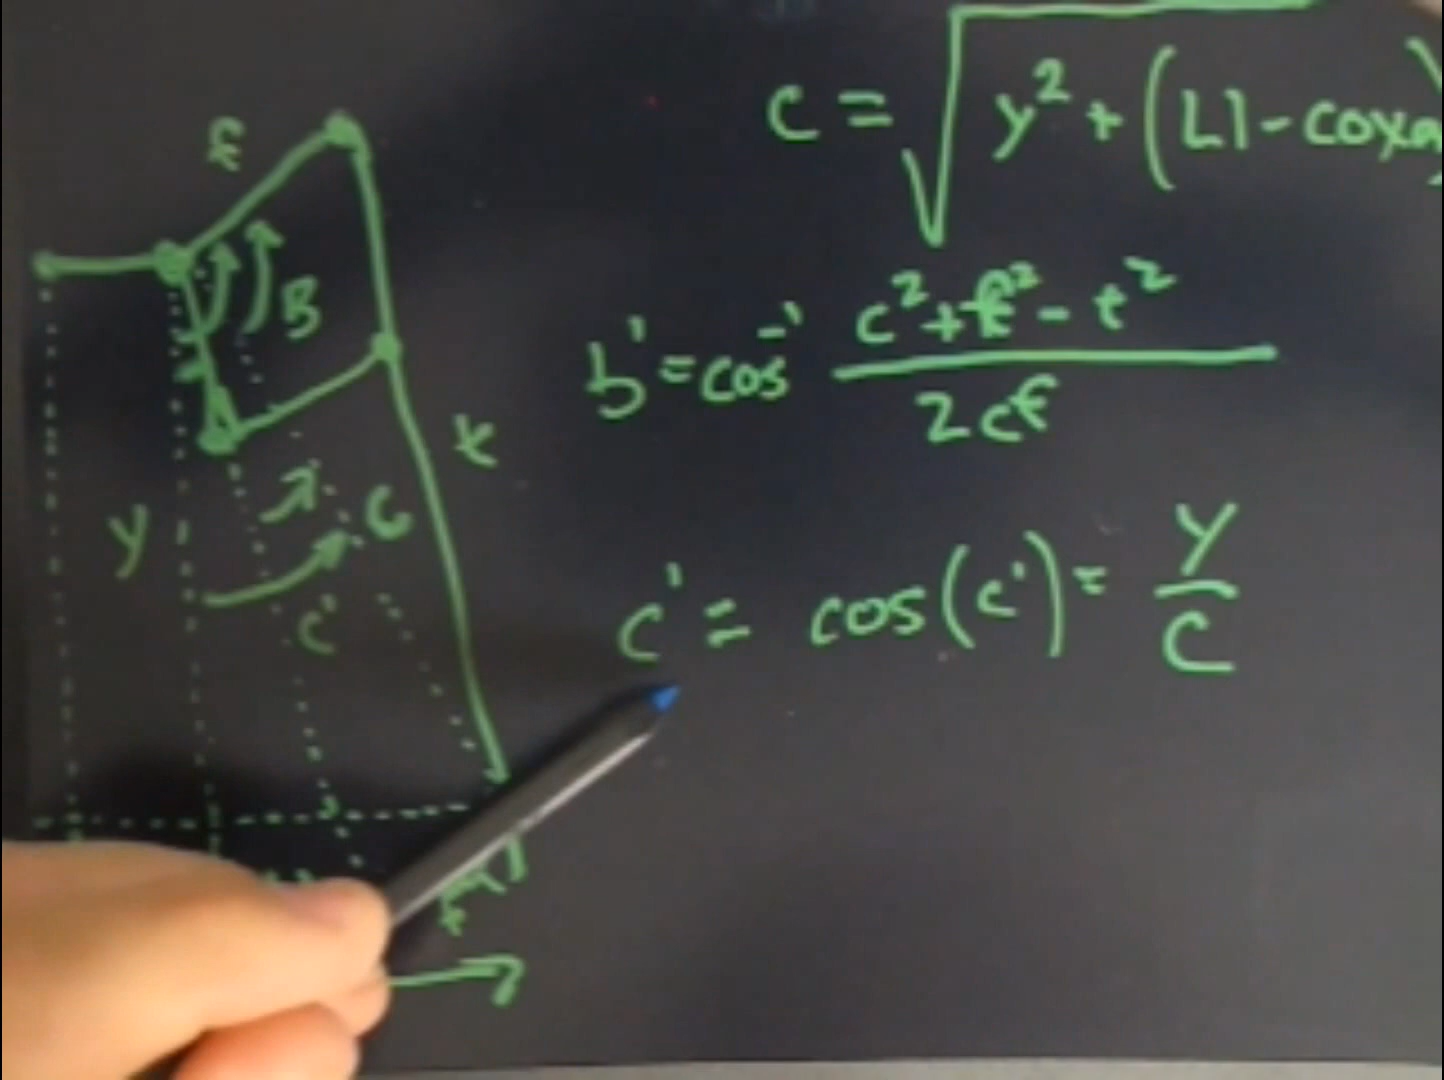 c = √ y² + (L1 - coxa)
b' = cos⁻¹ c² + f² - t² / 2cf
c' = cos(c') = y / c
f
B
t
y
c
c'